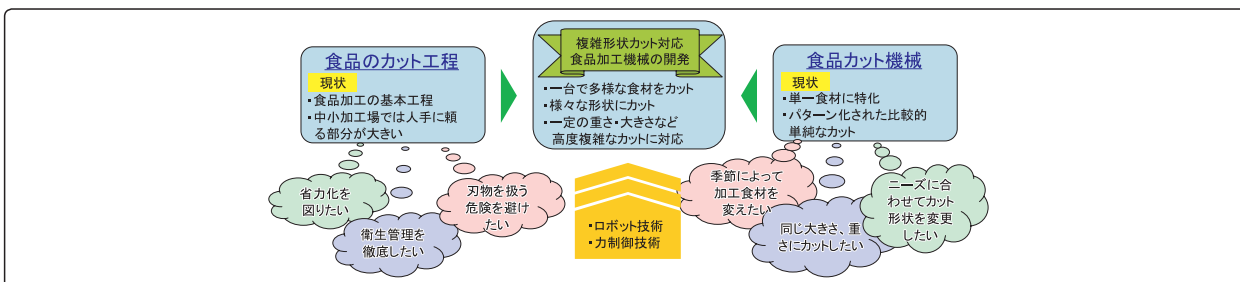 食品のカット工程
現状
・食品加工の基本工程
・中小加工場では人手に頼
る部分が大きい
省力化を
図りたい
衛生管理を
徹底したい
刃物を扱う
危険を避け
たい
複雑形状カット対応
食品加工機械の開発
・一台で多様な食材をカット
・様々な形状にカット
・一定の重さ・大きさなど
高度複雑なカットに対応
・ロボット技術
・力制御技術
食品カット機械
現状
・単一食材に特化
・パターン化された比較的
単純なカット
季節によって
加工食材を
変えたい
同じ大きさ、重
さにカットしたい
ニーズに合
わせてカット
形状を変更
したい